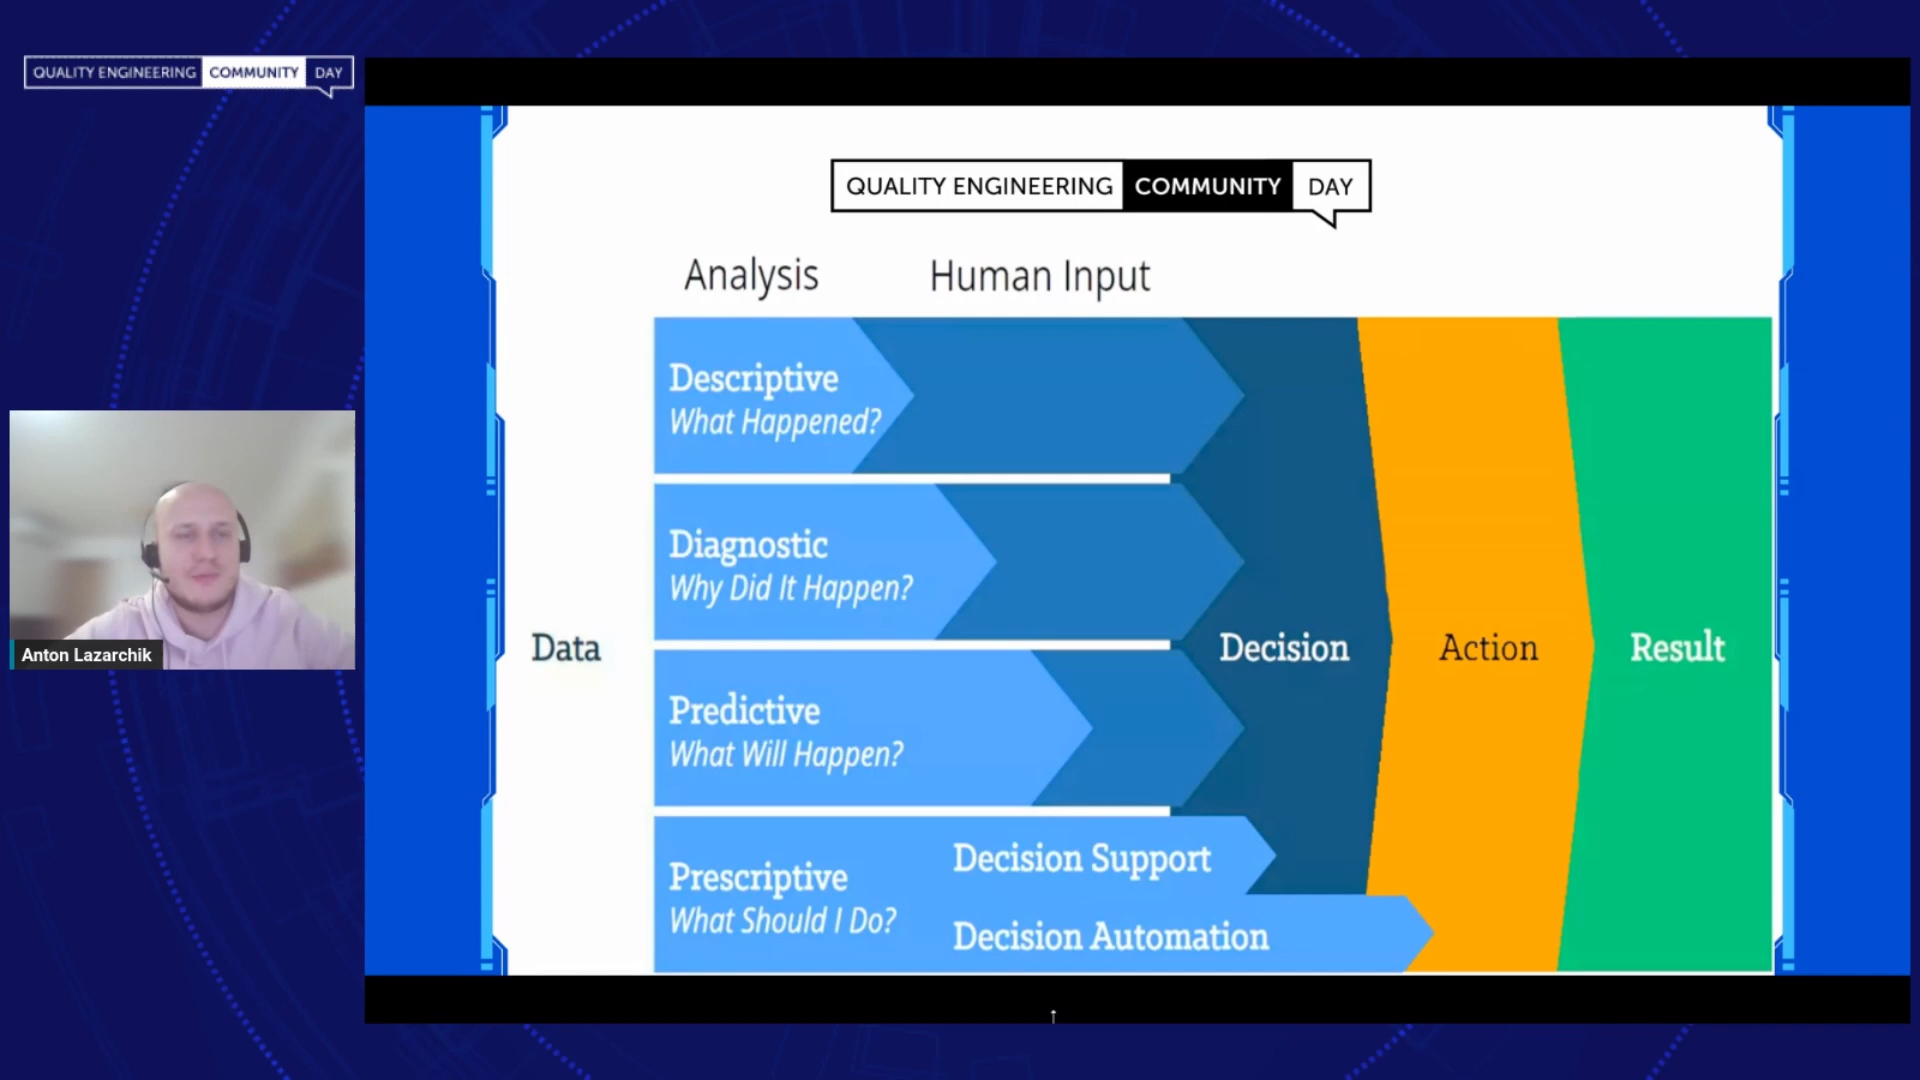 QUALITY ENGINEERING COMMUNITY DAY
QUALITY ENGINEERING COMMUNITY DAY
Analysis Human Input
Descriptive
What Happened?
Diagnostic
Why Did It Happen?
Predictive
What Will Happen?
Prescriptive
What Should I Do?
Decision Support
Decision Automation
Data
Decision
Action
Result
Anton Lazarchik